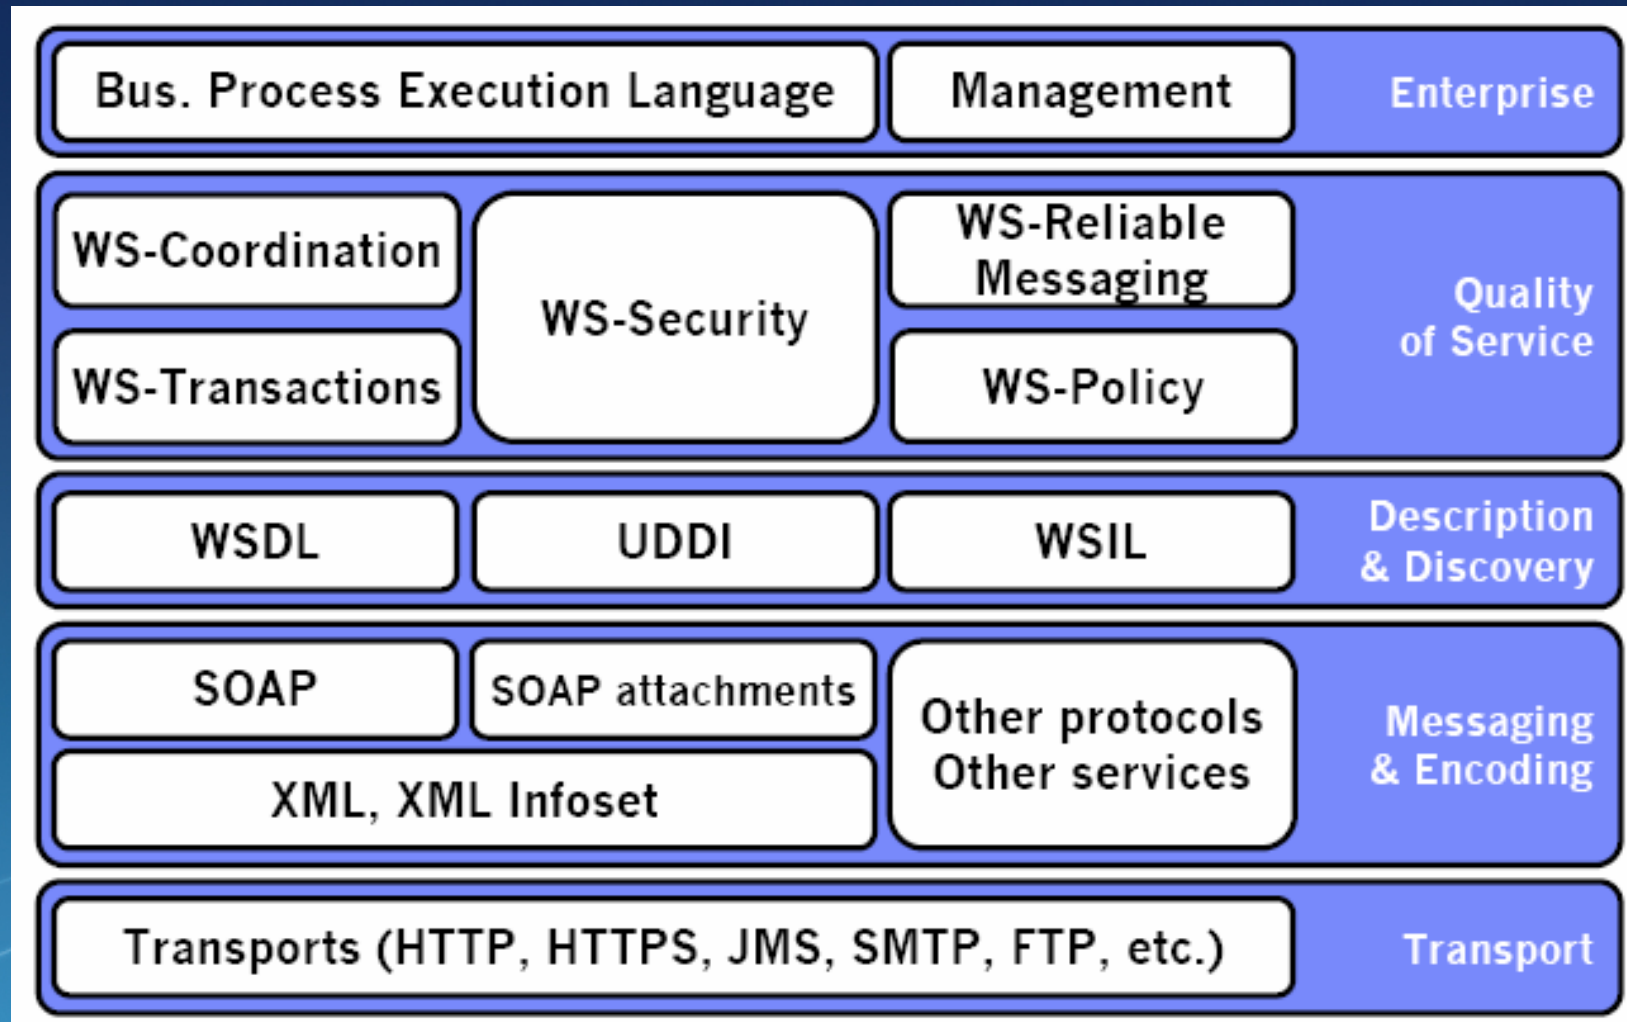 Bus. Process Execution Language
Management
Enterprise
WS-Coordination
WS-Transactions
WS-Security
WS-Reliable
Messaging
WS-Policy
Quality
of Service
WSDL
UDDI
WSIL
Description
& Discovery
SOAP
SOAP attachments
XML, XML Infoset
Other protocols
Other services
Messaging
& Encoding
Transports (HTTP, HTTPS, JMS, SMTP, FTP, etc.)
Transport